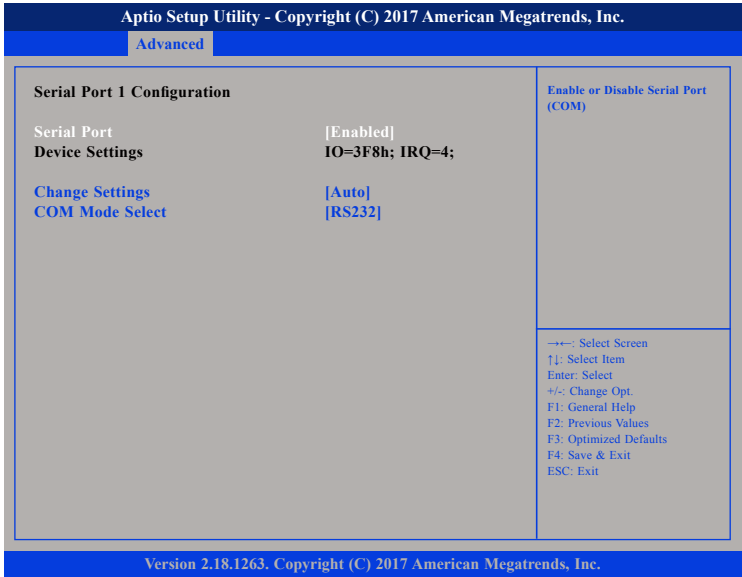 Aptio Setup Utility - Copyright (C) 2017 American Megatrends, Inc.
Advanced
Serial Port 1 Configuration
Serial Port [Enabled]
Device Settings IO=3F8h; IRQ=4;
Change Settings [Auto]
COM Mode Select [RS232]
Enable or Disable Serial Port
(COM)
→←: Select Screen
↑↓: Select Item
Enter: Select
+/-: Change Opt.
F1: General Help
F2: Previous Values
F3: Optimized Defaults
F4: Save & Exit
ESC: Exit
Version 2.18.1263. Copyright (C) 2017 American Megatrends, Inc.